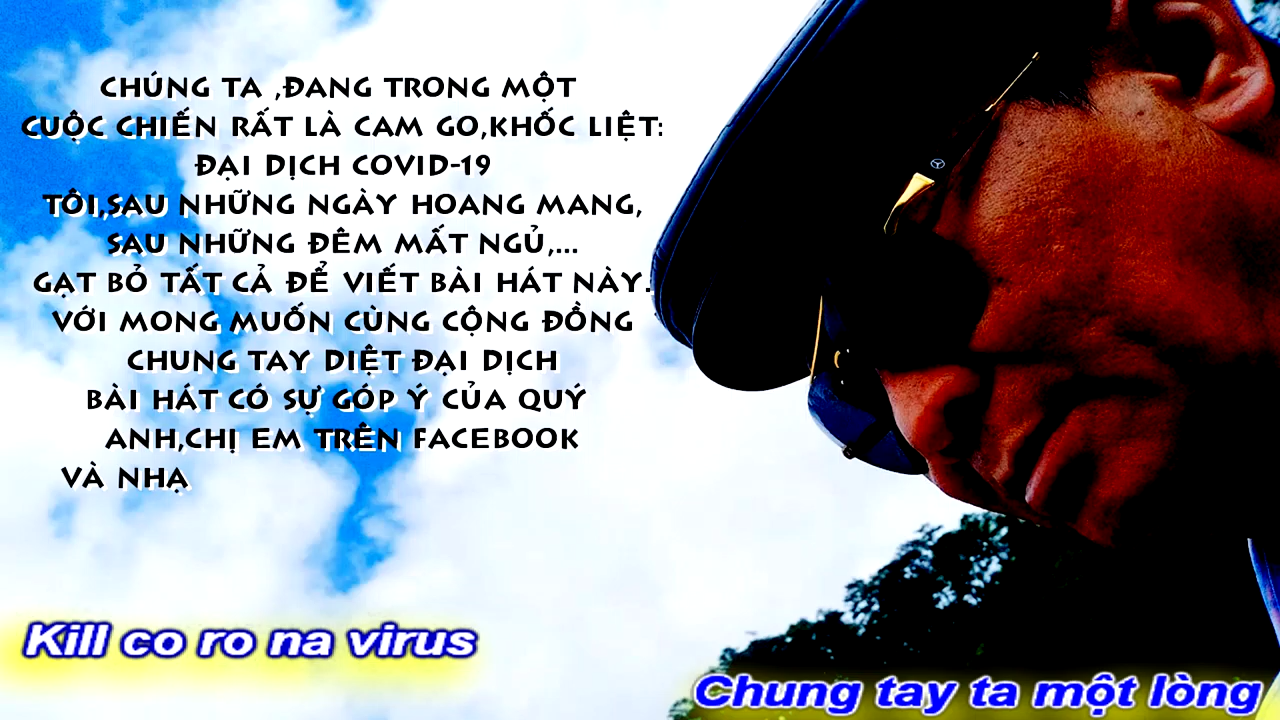 CHÚNG TA ,ĐANG TRONG MỘT
CUỘC CHIẾN RẤT LÀ CAM GO,KHỐC LIỆT:
ĐẠI DỊCH COVID-19
TÔI,SAU NHỮNG NGÀY HOANG MANG,
SAU NHỮNG ĐÊM MẤT NGỦ,...
GẠT BỎ TẤT CẢ ĐỂ VIẾT BÀI HÁT NÀY.
VỚI MONG MUỐN CÙNG CỘNG ĐỒNG
CHUNG TAY DIỆT ĐẠI DỊCH
BÀI HÁT CÓ SỰ GÓP Ý CỦA QUÝ
ANH,CHỊ EM TRÊN FACEBOOK
VÀ NHẠ
Kill co ro na virus
Chung tay ta một lòng